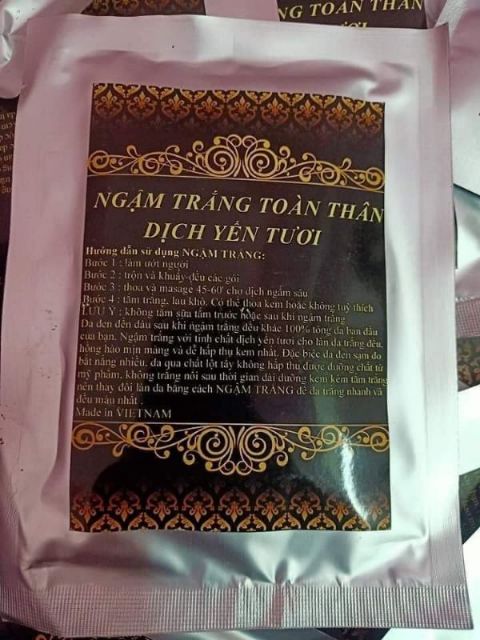 NG TOÀN THÂN
TƯƠI
NGẬM TRẮNG TOÀN THÂN
DỊCH YẾN TƯƠI
Hướng dẫn sử dụng NGẬM TRẮNG:
Bước 1 : làm ướt người
Bước 2 : trộn và khuấy đều các gói
Bước 3 : thoa và masage 45-60' cho dịch ngấm sâu
Bước 4 : tắm tráng, lau khô. Có thể thoa kem hoặc không tuỳ thích
LƯU Ý : không tắm sữa tắm trước hoặc sau khi ngậm trắng
Da đen đến đâu sau khi ngậm trắng đều khác 100% tông da ban đầu
của bạn. Ngậm trắng với tinh chất dịch yến tươi cho làn da trắng đều,
hồng hào mịn màng và dễ hấp thụ kem nhất. Đặc biệt da đen sạm do
bắt nắng nhiều, da qua chất lột tẩy không hấp thu được dưỡng chất từ
mỹ phẩm, không trắng nổi sau thời gian dài dưỡng kem kèm tắm trắng
nên thay đổi làn da bằng cách NGẬM TRẮNG để da trắng nhanh và
đều màu nhất .
Made in VIETNAM